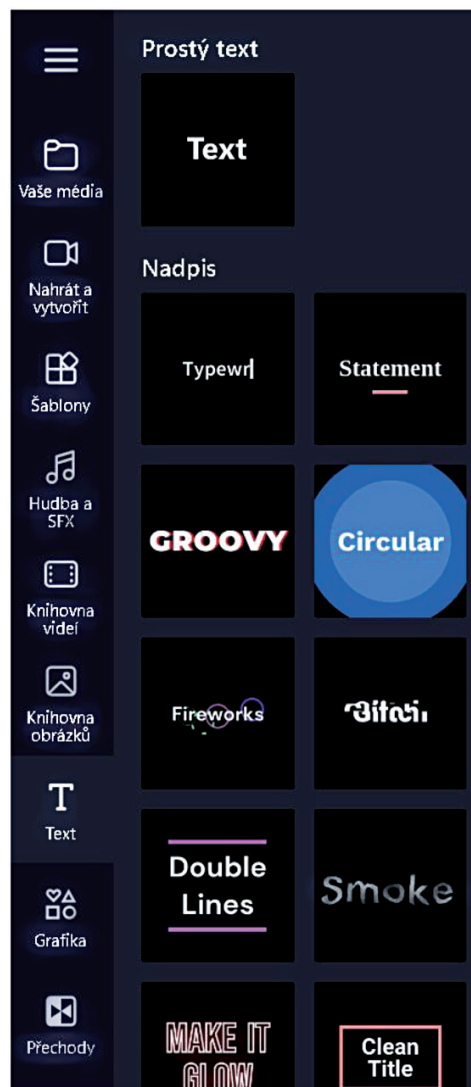 Prostý text
Text
Vaše média
Nadpis
Nahrát a
vytvořit
Typewr
Statement
Šablony
Hudba a
SFX
GROOVY
Circular
Knihovna
videí
Knihovna
obrázků
Fireworks
Text
Double
Lines
Smoke
Grafika
Přechody
MAKE IT
GLOW
Clean
Title